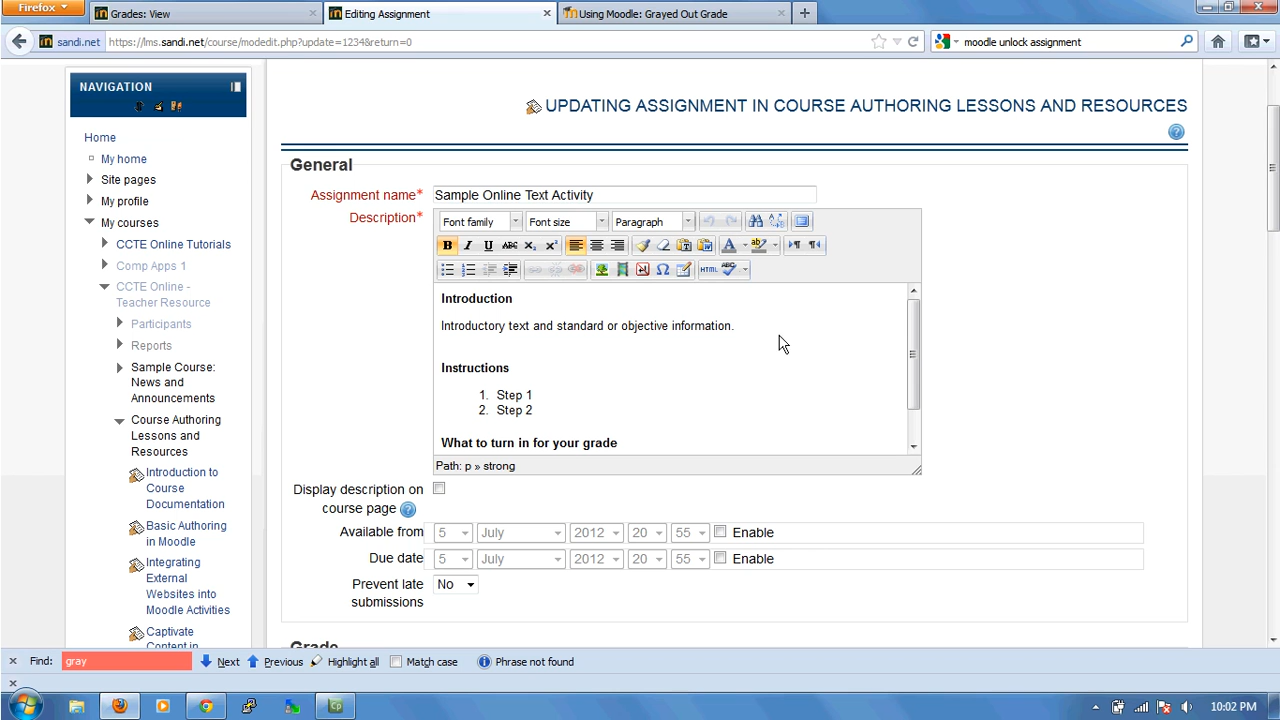 Firefox
Grades: View
Editing Assignment
Using Moodle: Grayed Out Grade
sandi.net
https://lms.sandi.net/course/modedit.php?update=1234&return=0
moodle unlock assignment
NAVIGATION
Home
My home
Site pages
My profile
My courses
CCTE Online Tutorials
Comp Apps 1
CCTE Online -
Teacher Resource
Participants
Reports
Sample Course:
News and
Announcements
Course Authoring
Lessons and
Resources
Introduction to
Course
Documentation
Basic Authoring
in Moodle
Integrating
External
Websites into
Moodle Activities
Captivate
Content in
UPDATING ASSIGNMENT IN COURSE AUTHORING LESSONS AND RESOURCES
General
Assignment name* Sample Online Text Activity
Description*
Font family Font size Paragraph
B I U ABC X₂ X²
HTML
Introduction
Introductory text and standard or objective information.
Instructions
1. Step 1
2. Step 2
What to turn in for your grade
Path: p » strong
Display description on
course page
Available from 5 July 2012 20 55 Enable
Due date 5 July 2012 20 55 Enable
Prevent late
submissions
No
Grade
Find: gray Next Previous Highlight all Match case Phrase not found
Cp
10:02 PM